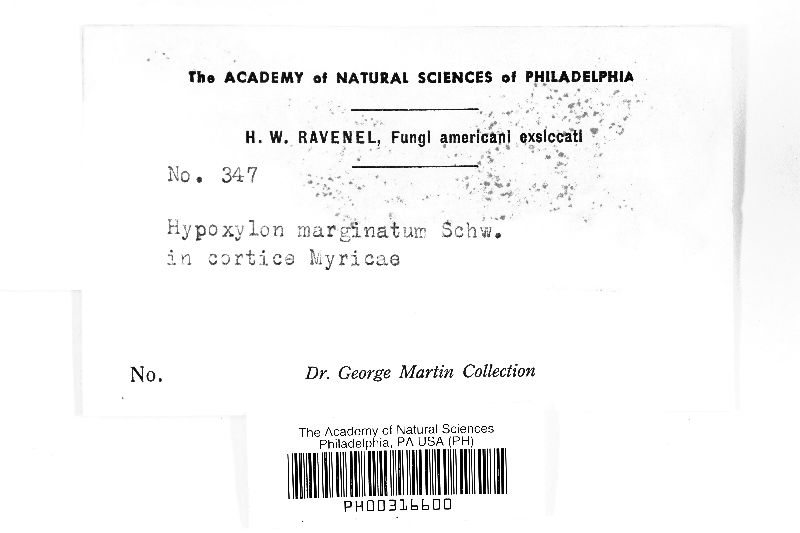 The ACADEMY of NATURAL SCIENCES of PHILADELPHIA
H. W. RAVENEL, Fungi americani exsiccati
No. 347
Hypoxylon marginatum Schw.
in cortice Myricae
No.
Dr. George Martin Collection
The Academy of Natural Sciences
Philadelphia, PA USA (PH)
PH00316600